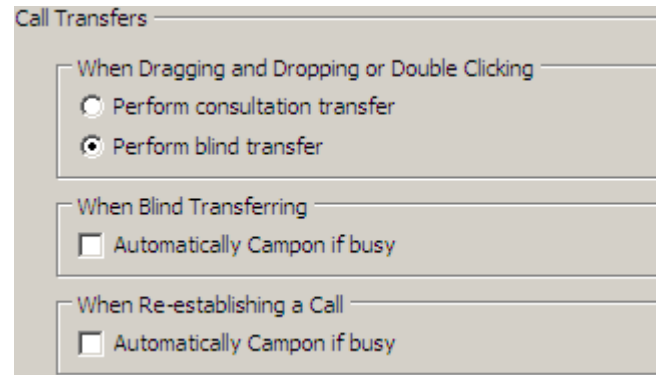 Call Transfers
When Dragging and Dropping or Double Clicking
Perform consultation transfer
Perform blind transfer
When Blind Transferring
Automatically Campon if busy
When Re-establishing a Call
Automatically Campon if busy